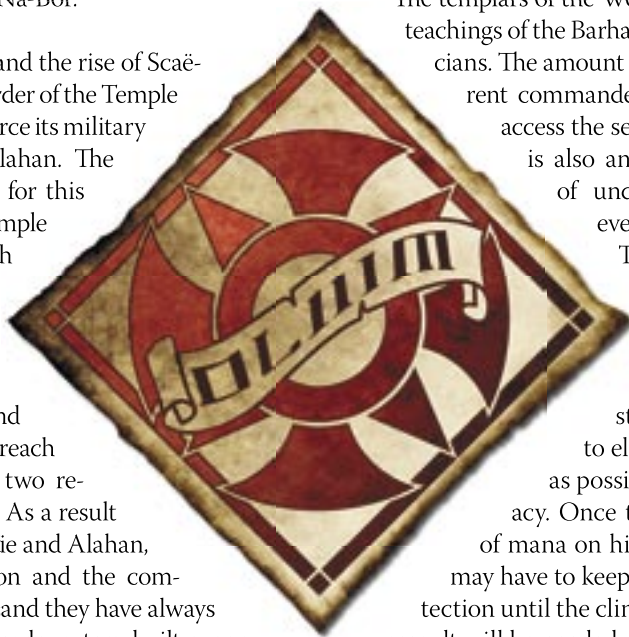 Na-Bor.
and the rise of Scaë-
rder of the Temple
rce its military
lahan. The
for this
mple
h
nd
reach
two re-
As a result
ie and Alahan,
on and the com-
and they have always
The templars of the
teachings of the Barha
cians. The amount
rent commande
access the se
is also an
of unc
eve
T
st
to el
as possi
acy. Once t
of mana on hi
may have to keep
tection until the clim